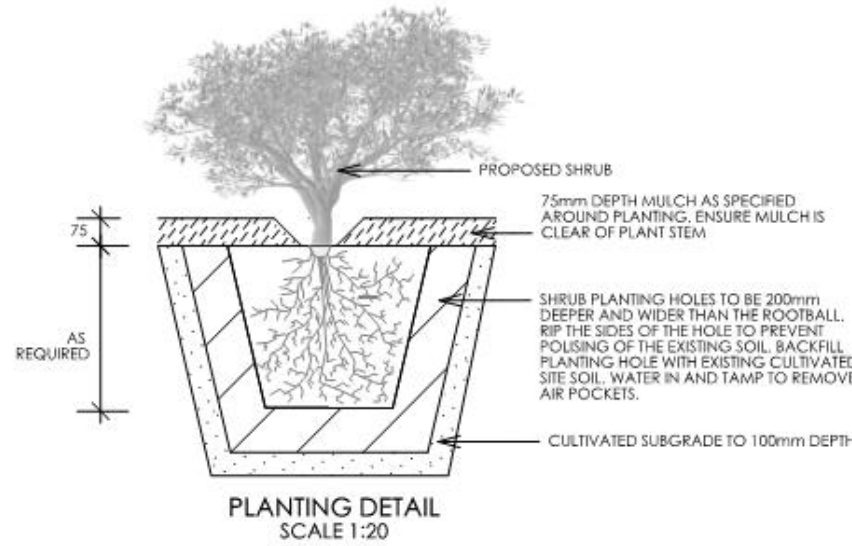 PROPOSED SHRUB
75mm DEPTH MULCH AS SPECIFIED
AROUND PLANTING. ENSURE MULCH IS
CLEAR OF PLANT STEM
75
SHRUB PLANTING HOLES TO BE 200mm
DEEPER AND WIDER THAN THE ROOTBALL.
RIP THE SIDES OF THE HOLE TO PREVENT
POLISING OF THE EXISTING SOIL. BACKFILL
PLANTING HOLE WITH EXISTING CULTIVATED
SITE SOIL. WATER IN AND TAMP TO REMOVE
AIR POCKETS.
AS
REQUIRED
CULTIVATED SUBGRADE TO 100mm DEPTH
PLANTING DETAIL
SCALE 1:20